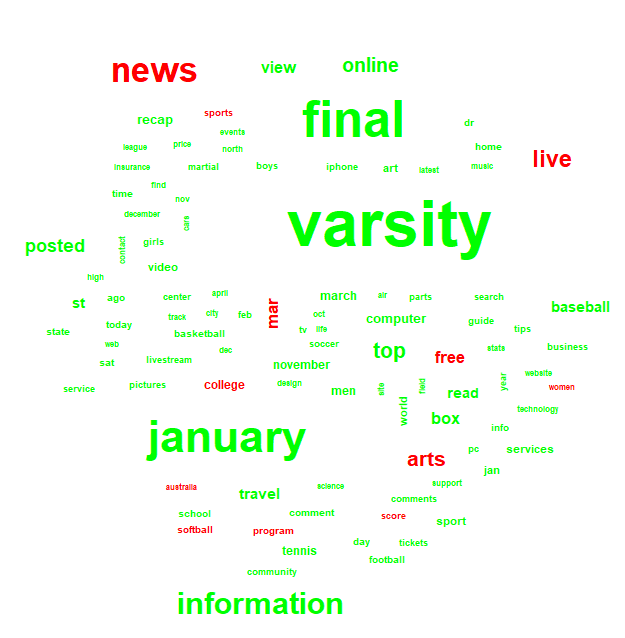 news
view
online
final
recap
sports
dr
events
league
price
north
home
live
insurance
martial
boys
iphone
art
latest
music
time
find
nov
december
cars
varsity
posted
contact
girls
video
high
st
ago
center
april
mar
march
air
parts
search
baseball
state
today
track
city
feb
oct
computer
guide
tips
basketball
tv
life
web
dec
soccer
top
free
stats
business
sat
livestream
november
website
service
pictures
college
design
men
site
field
read
year
women
world
box
technology
january
info
arts
pc
services
jan
australia
travel
science
support
comments
school
comment
score
sport
softball
program
tennis
day
tickets
community
football
information